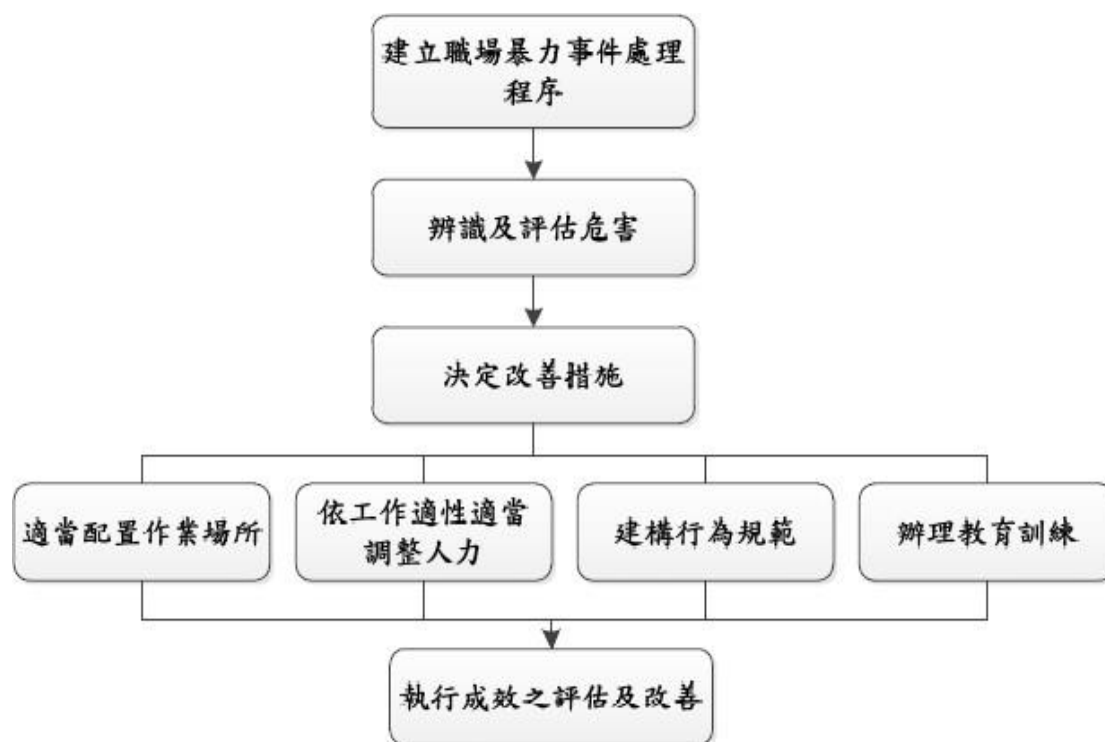 建立職場暴力事件處理
程序
辨識及評估危害
決定改善措施
適當配置作業場所
依工作適性適當
調整人力
建構行為規範
辦理教育訓練
執行成效之評估及改善